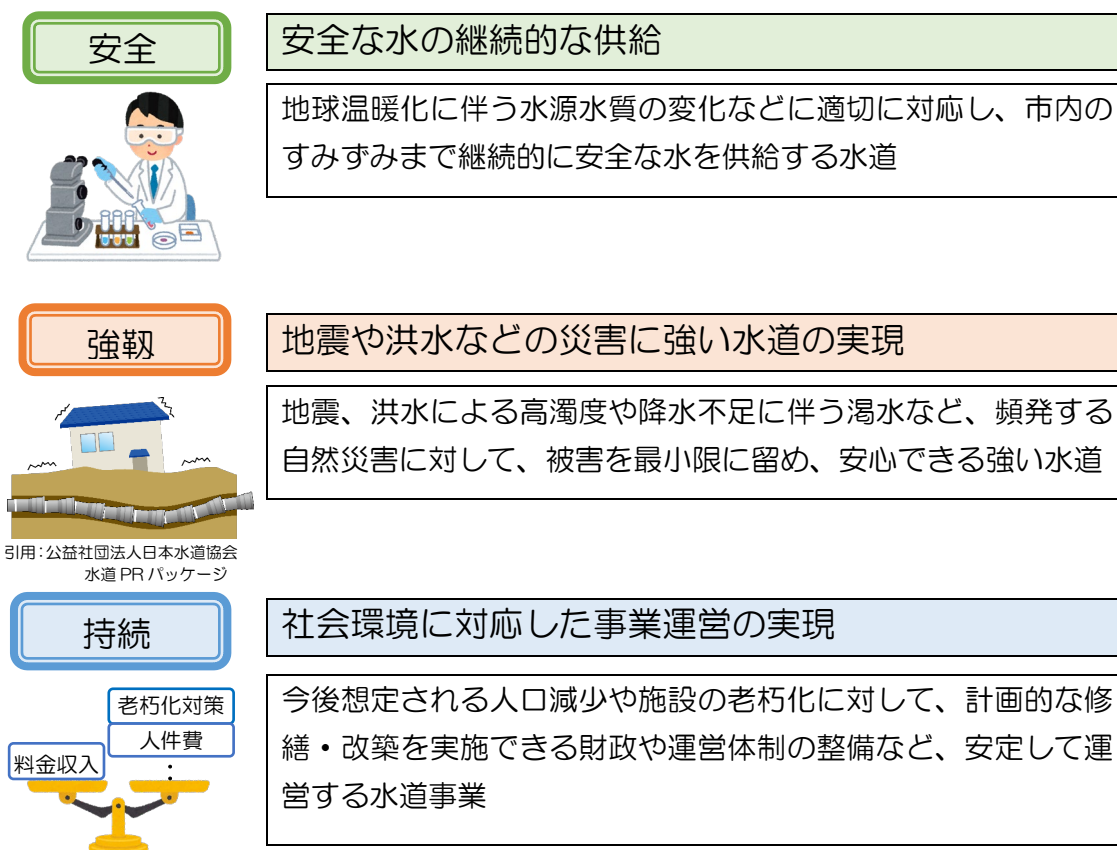 安全
安全な水の継続的な供給
地球温暖化に伴う水源水質の変化などに適切に対応し、市内の
すみずみまで継続的に安全な水を供給する水道
強靱
地震や洪水などの災害に強い水道の実現
地震、洪水による高濁度や降水不足に伴う渇水など、頻発する
自然災害に対して、被害を最小限に留め、安心できる強い水道
引用：公益社団法人日本水道協会
水道PRパッケージ
持続
社会環境に対応した事業運営の実現
今後想定される人口減少や施設の老朽化に対して、計画的な修
繕・改築を実施できる財政や運営体制の整備など、安定して運
営する水道事業
老朽化対策
人件費
：
料金収入